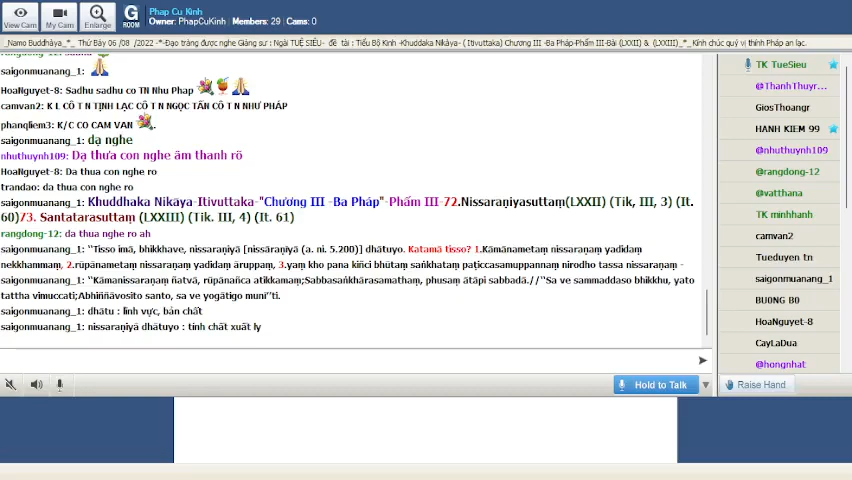 Phap Cu Kinh
Owner: PhapCuKinh | Members: 29 | Cams: 0
View Cam
My Cam
Enlarge
G
ROOM
_Namo Buddhàya_*_ Thứ Bảy 06 /08 /2022 -*-Đạo tràng được nghe Giảng sư : Ngài TUỆ SIÊU- đề tài : Tiểu Bộ Kinh -Khuddaka Nikàya- ( Itivuttaka) Chương III -Ba Pháp-Phẩm III-Bài (LXXII) & (LXXIII)_*_ Kính chúc quý vị thính Pháp an lạc.
saigonmuanang_1:
HoaNguyet-8: Sadhu sadhu co TN Nhu Phap
camvan2: K L CÔ T N TỊNH LẠC CÔ T N NGỌC TẤN CÔ T N NHƯ PHÁP
phanqliem3: K/C CO CAM VAN .
saigonmuanang_1: dạ nghe
nhuthuynh109: Dạ thưa con nghe âm thanh rõ
HoaNguyet-8: Da thua con nghe ro
trandao: da thua con nghe ro
saigonmuanang_1: Khuddhaka Nikāya-Itivuttaka-"Chương III -Ba Pháp"-Phẩm III-72.Nissaraṇiyasuttaṃ(LXXII) (Tik, III, 3) (It.
60)73. Santatarasuttaṃ (LXXIII) (Tik. III, 4) (It. 61)
rangdong-12: da thua con nghe ro ah
saigonmuanang_1: "Tisso imā, bhikkhave, nissaraṇiyā [nissāraṇiyā (a. ni. 5.200)] dhātuyo. Katamā tisso? 1.Kāmānametaṃ nissaraṇaṃ yadidaṃ
nekkhammaṃ, 2.rūpānametaṃ nissaraṇaṃ yadidaṃ āruppaṃ, 3.yaṃ kho pana kiñci bhūtaṃ saṅkhataṃ paṭiccasamuppannaṃ nirodho tassa nissaraṇaṃ -
saigonmuanang_1: "Kāmanissaraṇaṃ ñatvā, rūpānañca atikkamaṃ;Sabbasaṅkhārasamathaṃ, phusaṃ ātāpi sabbadā.//"Sa ve sammaddaso bhikkhu, yato
tattha vimuccati;Abhiññāvosito santo, sa ve yogātigo muni"ti.
saigonmuanang_1: dhātu : lĩnh vực, bản chất
saigonmuanang_1: nissaraṇiyā dhātuyo : tính chất xuất ly
TK TueSieu
@ThanhThuyr...
GiosThoangr
HANH KIEM 99
@nhuthuynh109
@rangdong-12
@vatthana
TK minhhanh
camvan2
Tueduyen tn
saigonmuanang_1
BU0NG B0
HoaNguyet-8
CayLaDua
@hongnhat
Hold to Talk
Raise Hand